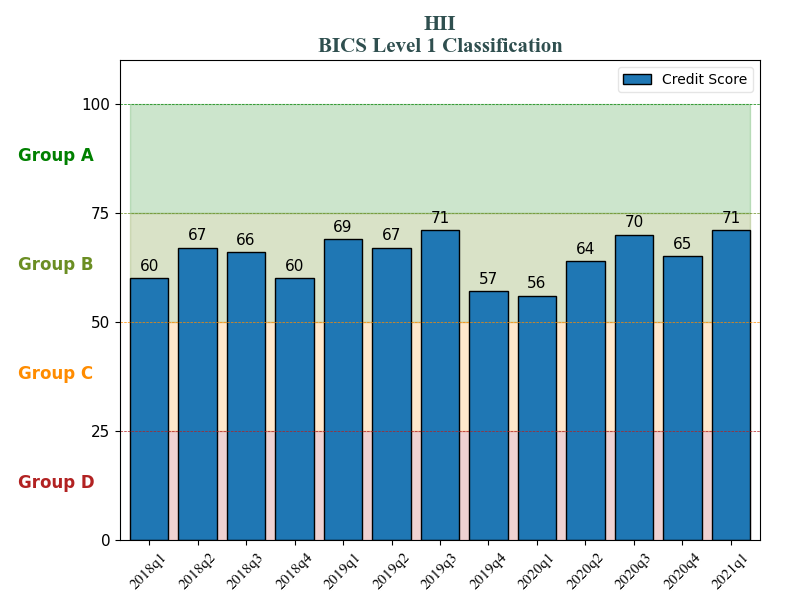 HII
BICS Level 1 Classification
Credit Score
100
75
50
25
0
Group A
Group B
Group C
Group D
60
67
66
60
69
67
71
57
56
64
70
65
71
2018q1
2018q2
2018q3
2018q4
2019q1
2019q2
2019q3
2019q4
2020q1
2020q2
2020q3
2020q4
2021q1